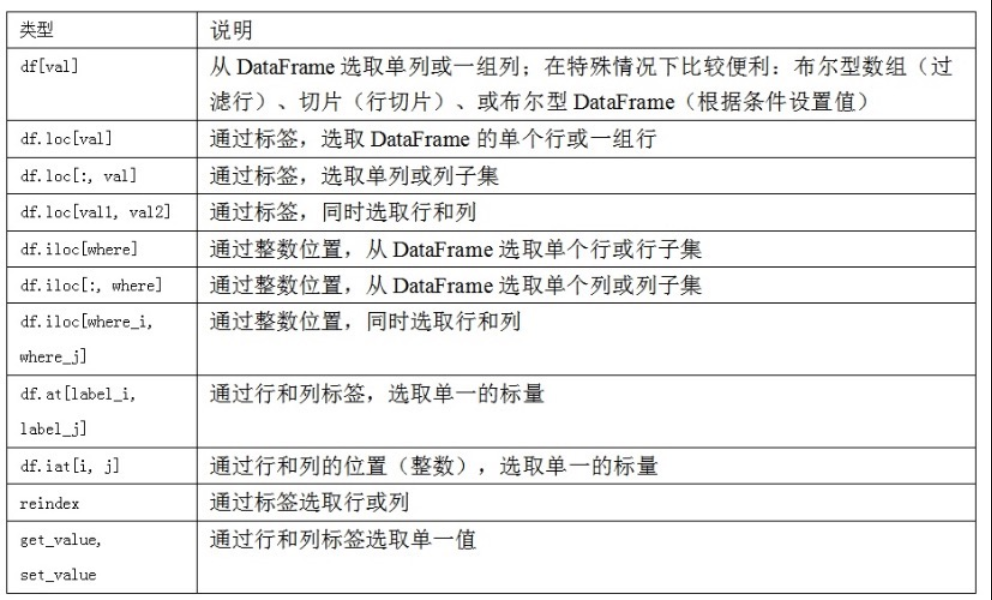 类型 说明
df[val] 从 DataFrame 选取单列或一组列；在特殊情况下比较便利：布尔型数组（过
滤行）、切片（行切片）、或布尔型 DataFrame（根据条件设置值）
df.loc[val] 通过标签，选取 DataFrame 的单个行或一组行
df.loc[:, val] 通过标签，选取单列或列子集
df.loc[val1, val2] 通过标签，同时选取行和列
df.iloc[where] 通过整数位置，从 DataFrame 选取单个行或行子集
df.iloc[:, where] 通过整数位置，从 DataFrame 选取单个列或列子集
df.iloc[where_i, 通过整数位置，同时选取行和列
where_j]
df.at[label_i, 通过行和列标签，选取单一的标量
label_j]
df.iat[i, j] 通过行和列的位置（整数），选取单一的标量
reindex 通过标签选取行或列
get_value, 通过行和列标签选取单一值
set_value